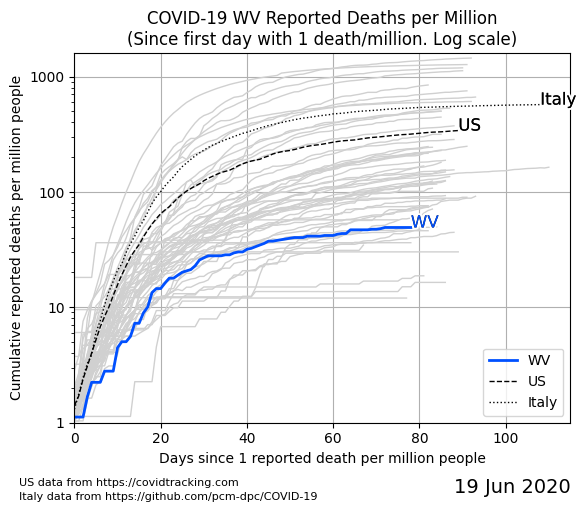 COVID-19 WV Reported Deaths per Million
(Since first day with 1 death/million. Log scale)
Cumulative reported deaths per million people
1000
100
10
1
Italy
US
WV
WV
US
Italy
0 20 40 60 80 100
Days since 1 reported death per million people
US data from https://covidtracking.com
Italy data from https://github.com/pcm-dpc/COVID-19
19 Jun 2020